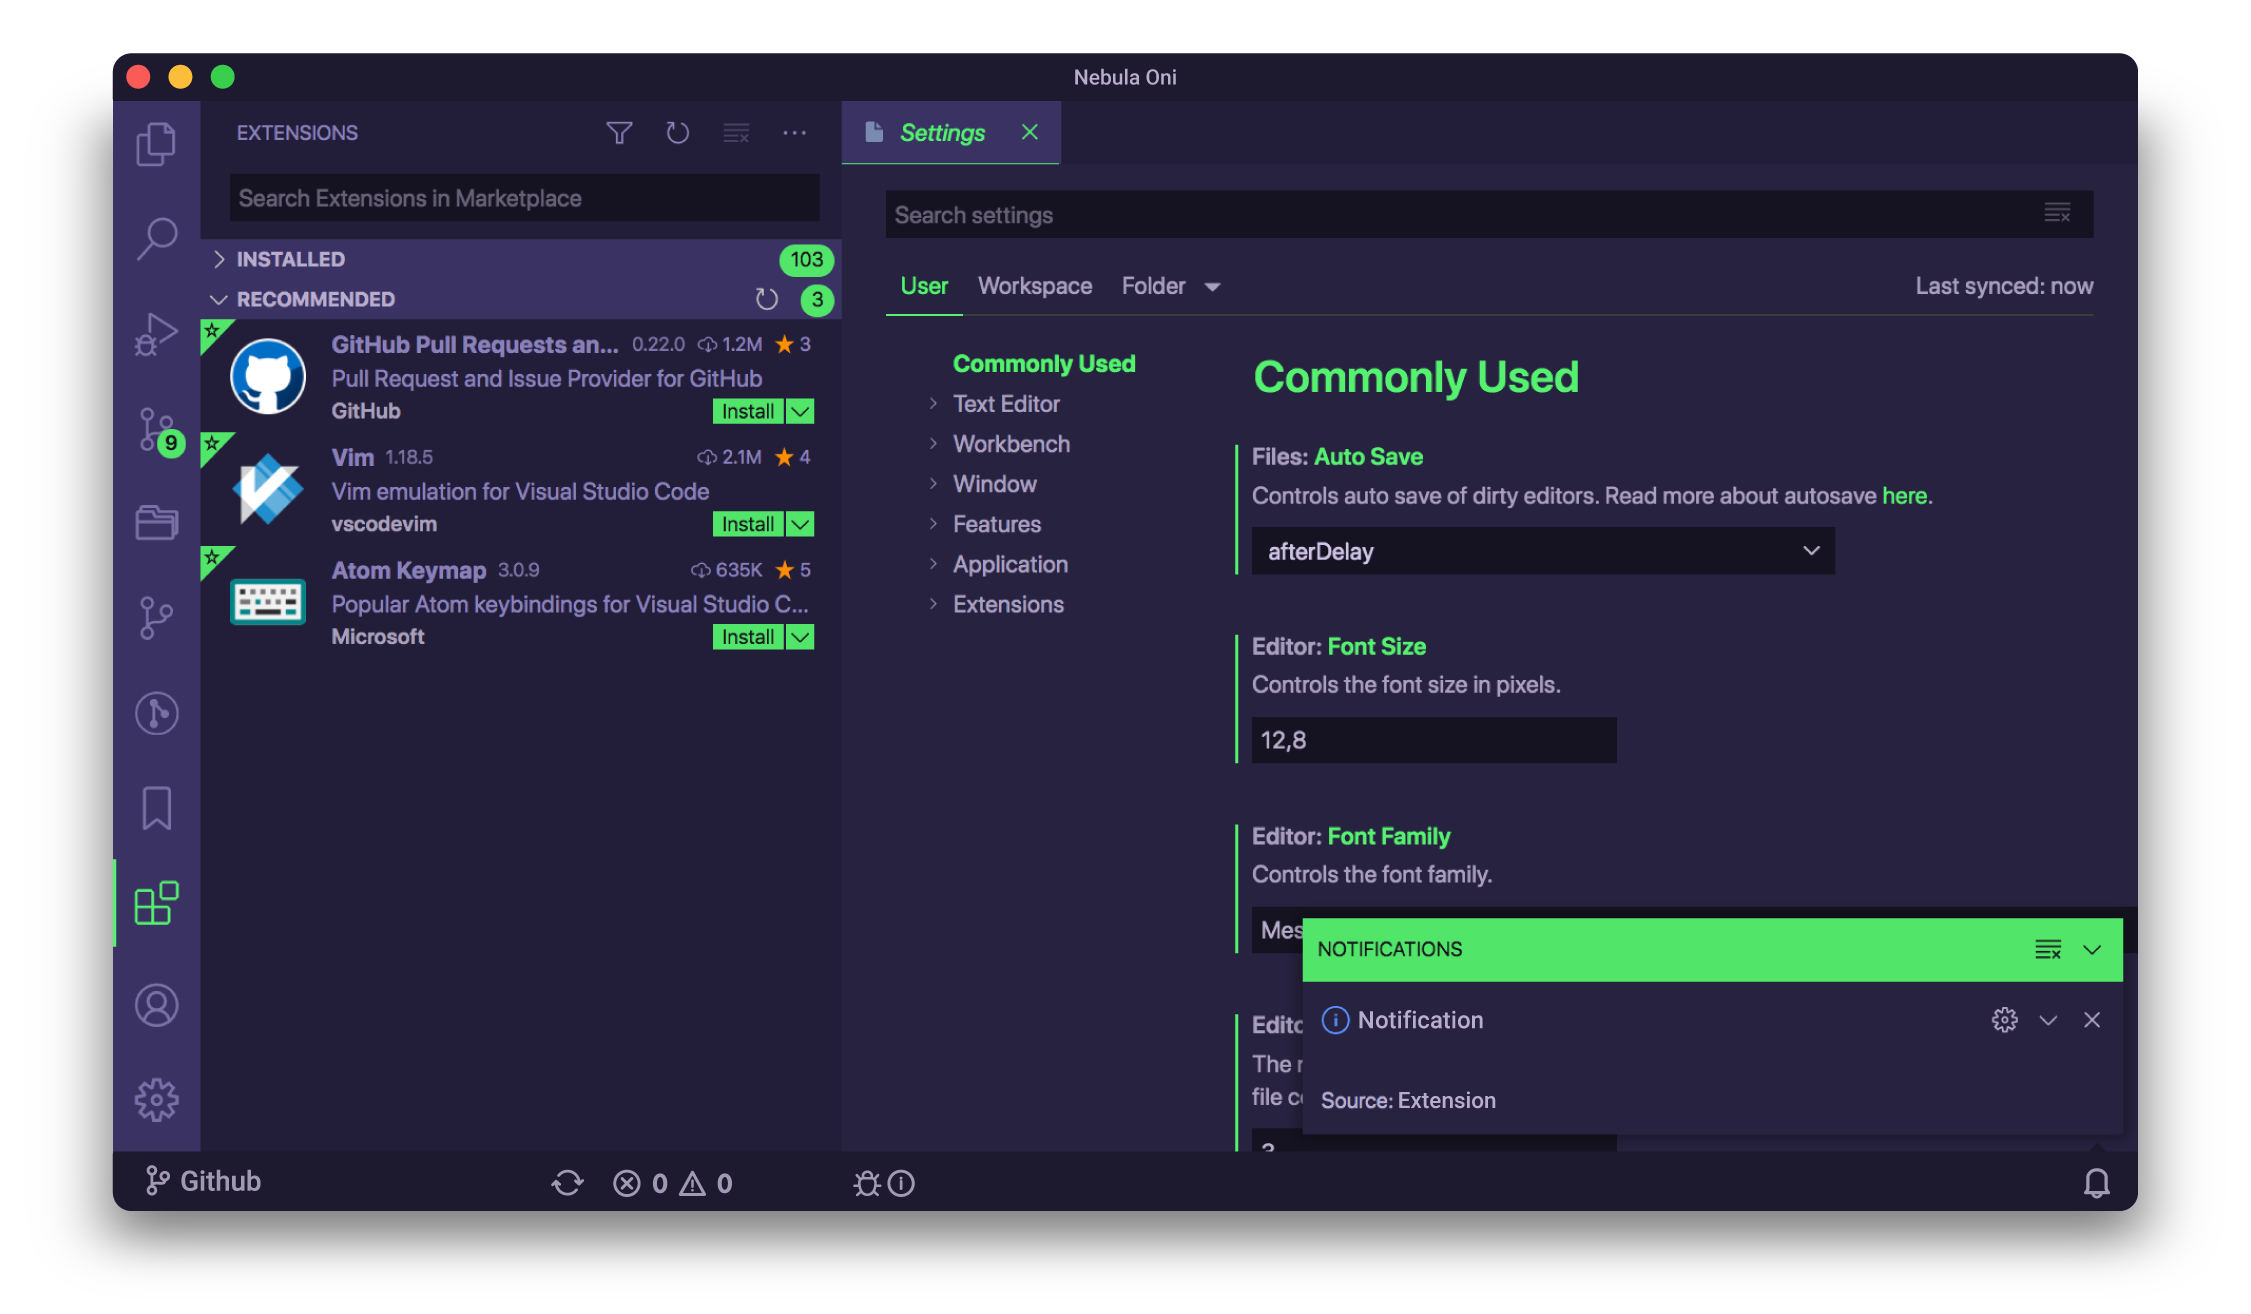 Nebula Oni
EXTENSIONS
Search Extensions in Marketplace
INSTALLED 103
RECOMMENDED 3
GitHub Pull Requests an... 0.22.0 1.2M 3
Pull Request and Issue Provider for GitHub
GitHub Install
Vim 1.18.5 2.1M 4
Vim emulation for Visual Studio Code
vscodevim Install
Atom Keymap 3.0.9 635K 5
Popular Atom keybindings for Visual Studio C...
Microsoft Install
9
Settings
Search settings
User Workspace Folder Last synced: now
Commonly Used
Text Editor
Workbench
Window
Features
Application
Extensions
Commonly Used
Files: Auto Save
Controls auto save of dirty editors. Read more about autosave here.
afterDelay
Editor: Font Size
Controls the font size in pixels.
12,8
Editor: Font Family
Controls the font family.
NOTIFICATIONS
Notification
The
file
Source: Extension
Github 0 0